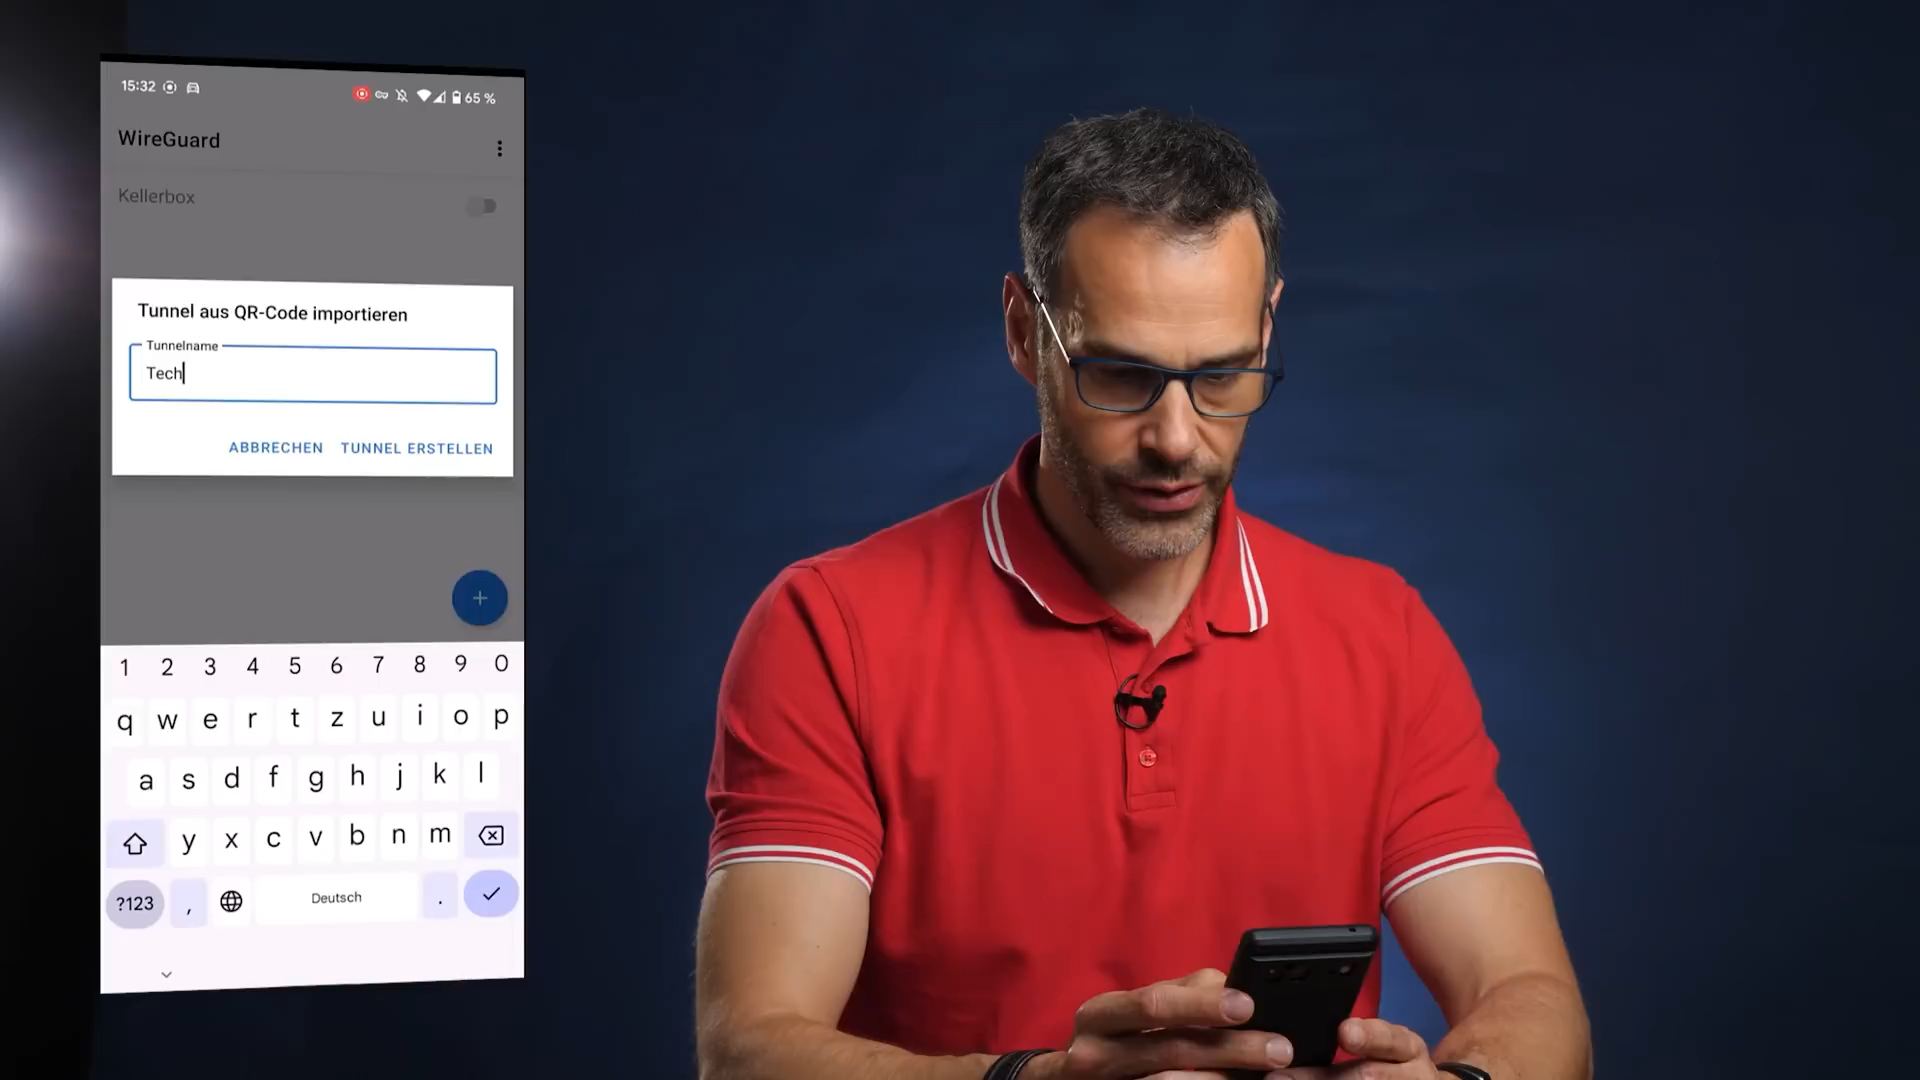 15:32 65 %
WireGuard
Kellerbox
Tunnel aus QR-Code importieren
Tunnelname
Tech
ABBRECHEN TUNNEL ERSTELLEN
+
1 2 3 4 5 6 7 8 9 0
q w e r t z u i o p
a s d f g h j k l
y x c v b n m
?123 , Deutsch .